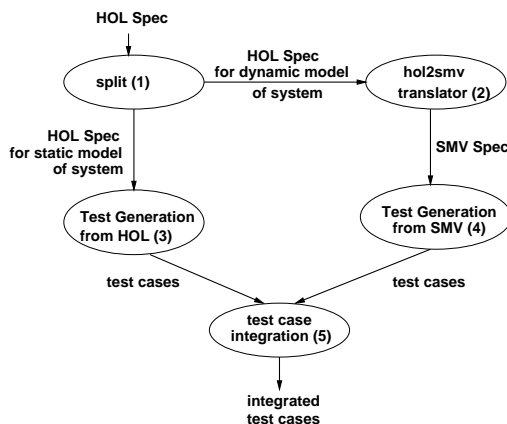 HOL Spec
split (1)
HOL Spec
for dynamic model
of system
hol2smv
translator (2)
HOL Spec
for static model
of system
SMV Spec
Test Generation
from HOL (3)
Test Generation
from SMV (4)
test cases
test cases
test case
integration (5)
integrated
test cases